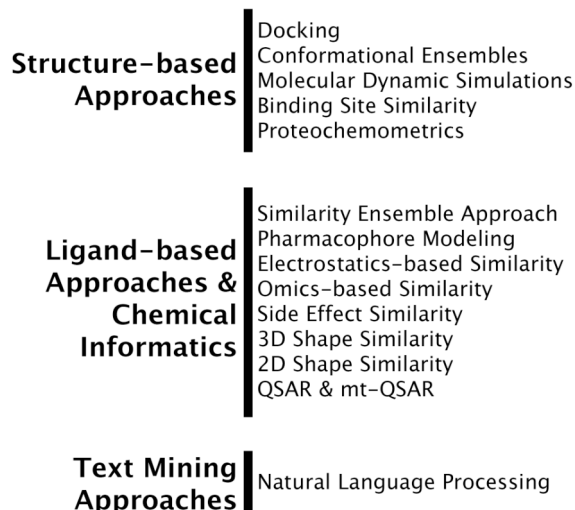 Structure-based
Approaches
Docking
Conformational Ensembles
Molecular Dynamic Simulations
Binding Site Similarity
Proteochemometrics
Ligand-based
Approaches &
Chemical
Informatics
Similarity Ensemble Approach
Pharmacophore Modeling
Electrostatics-based Similarity
Omics-based Similarity
Side Effect Similarity
3D Shape Similarity
2D Shape Similarity
QSAR & mt-QSAR
Text Mining
Approaches
Natural Language Processing